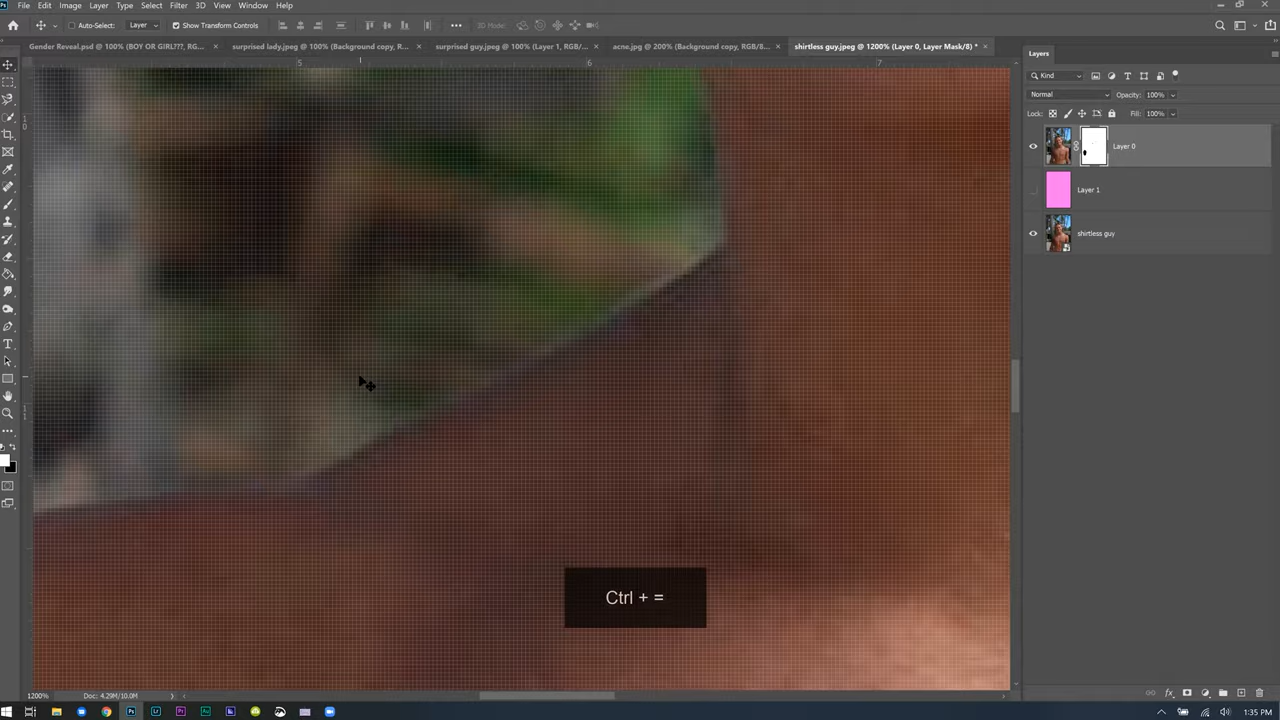 File Edit Image Layer Type Select Filter 3D View Window Help
Auto-Select: Layer Show Transform Controls 3D Mode:
Gender Reveal.psd @ 100% (BOY OR GIRL???, RG... × surprised lady.jpeg @ 100% (Background copy, R... × surprised guy.jpeg @ 100% (Layer 1, RGB/... × acne.jpg @ 200% (Background copy, RGB/8... × shirtless guy.jpeg @ 1200% (Layer 0, Layer Mask/8) * ×
Layers
5 6 7
Kind
Normal Opacity: 100%
Lock: Fill: 100%
Layer 0
Layer 1
shirtless guy
Ctrl + =
1200% Doc: 4.29M/10.0M
1:35 PM